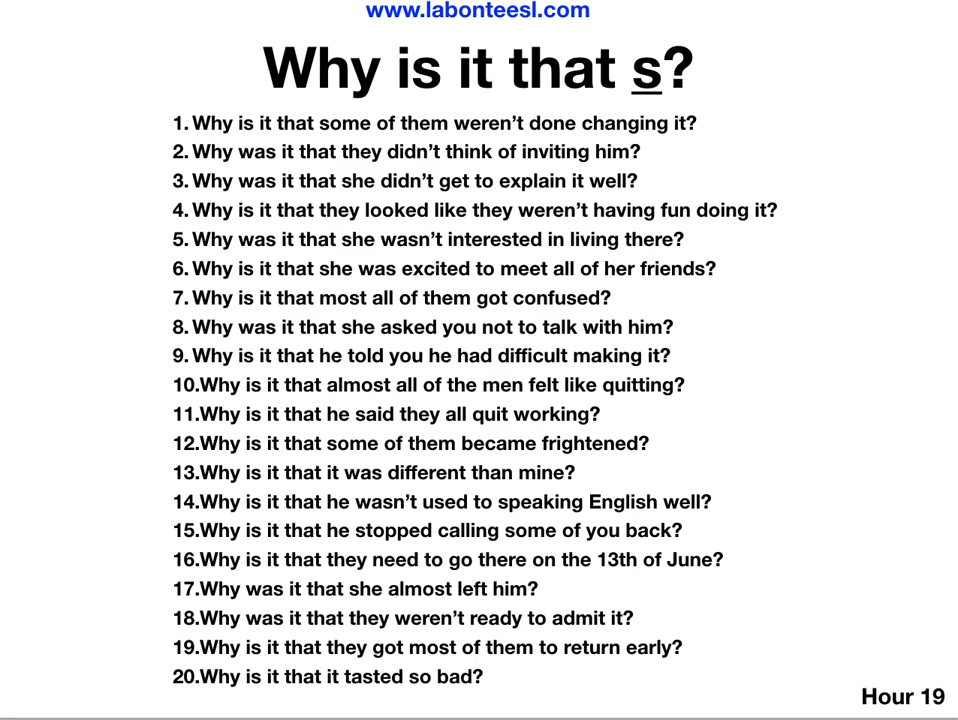 www.labonteesl.com
Why is it that s?
1. Why is it that some of them weren’t done changing it?
2. Why was it that they didn’t think of inviting him?
3. Why was it that she didn’t get to explain it well?
4. Why is it that they looked like they weren’t having fun doing it?
5. Why was it that she wasn’t interested in living there?
6. Why is it that she was excited to meet all of her friends?
7. Why is it that most all of them got confused?
8. Why was it that she asked you not to talk with him?
9. Why is it that he told you he had difficult making it?
10.Why is it that almost all of the men felt like quitting?
11.Why is it that he said they all quit working?
12.Why is it that some of them became frightened?
13.Why is it that it was different than mine?
14.Why is it that he wasn’t used to speaking English well?
15.Why is it that he stopped calling some of you back?
16.Why is it that they need to go there on the 13th of June?
17.Why was it that she almost left him?
18.Why was it that they weren’t ready to admit it?
19.Why is it that they got most of them to return early?
20.Why is it that it tasted so bad?
Hour 19